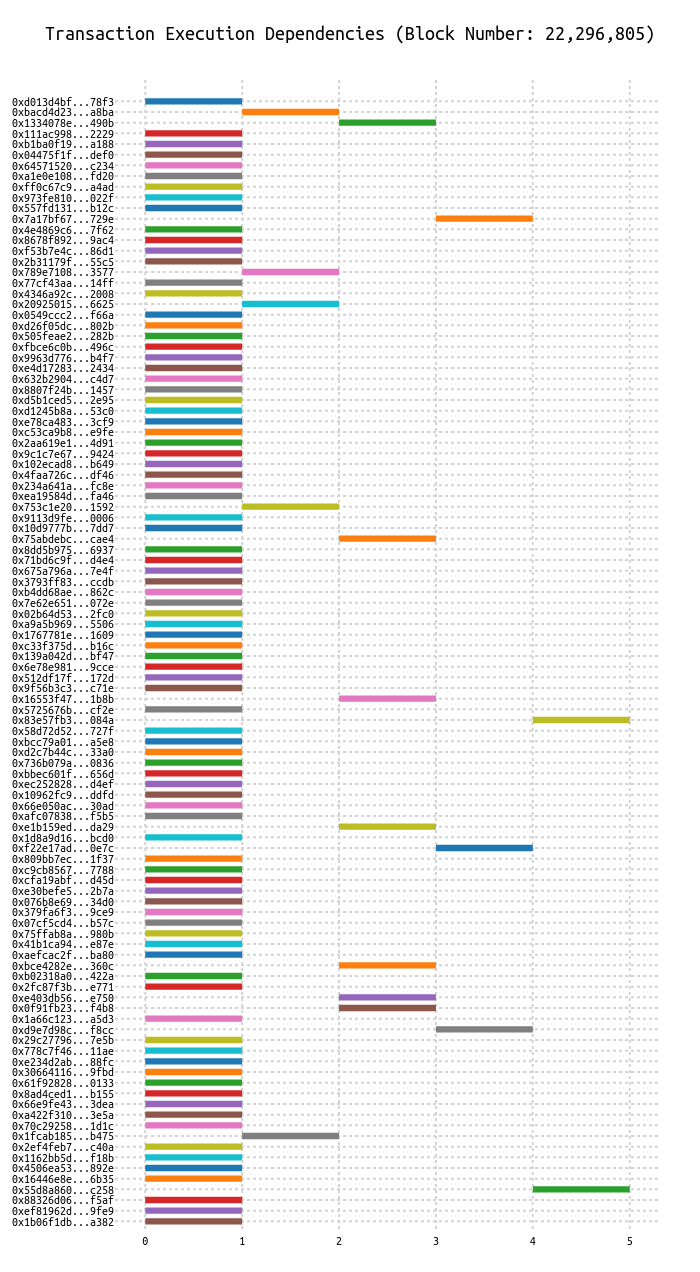 Transaction Execution Dependencies (Block Number: 22,296,805)
0xd013d4bf...78f3
0xbacd4d23...a8ba
0x1334078e...490b
0x111ac998...2229
0xb1ba0f19...a188
0x04475f1f...def0
0x64571520...c234
0xa1e0e108...fd20
0xff0c67c9...a4ad
0x973fe810...022f
0x557fd131...b12c
0x7a17bf67...729e
0x4e4869c6...7f62
0x8678f892...9ac4
0xf53b7e4c...86d1
0x2b31179f...55c5
0x789e7108...3577
0x77cf43aa...14ff
0x4346a92c...2008
0x20925015...6625
0x0549ccc2...f66a
0xd26f05dc...802b
0x505feae2...282b
0xfbce6c0b...496c
0x9963d776...b4f7
0xe4d17283...2434
0x632b2904...c4d7
0x8807f24b...1457
0xd5b1ced5...2e95
0xd1245b8a...53c0
0xe78ca483...3cf9
0xc53ca9b8...e9fe
0x2aa619e1...4d91
0x9c1c7e67...9424
0x102ecad8...b649
0x4faa726c...df46
0x234a641a...fc8e
0xea19584d...fa46
0x753c1e20...1592
0x9113d9fe...0006
0x10d9777b...7dd7
0x75abdebc...cae4
0x8dd5b975...6937
0x71bd6c9f...d4e4
0x675a796a...7e4f
0x3793ff83...ccdb
0xb4dd68ae...862c
0x7e62e651...072e
0x02b64d53...2fc0
0xa9a5b969...5506
0x1767781e...1609
0xc33f375d...b16c
0x139a042d...bf47
0x6e78e981...9cce
0x512df17f...172d
0x9f56b3c3...c71e
0x16553f47...1b8b
0x5725676b...cf2e
0x83e57fb3...084a
0x58d72d52...727f
0xbcc79a01...a5e8
0xd2c7b44c...33a0
0x736b079a...0836
0xbbec601f...656d
0xec252828...d4ef
0x10962fc9...ddfd
0x66e050ac...30ad
0xafc07838...f5b5
0xe1b159ed...da29
0x1d8a9d16...bcd0
0xf22e17ad...0e7c
0x809bb7ec...1f37
0xc9cb8567...7788
0xcfa19abf...d45d
0xe30befe5...2b7a
0x076b8e69...34d0
0x379fa6f3...9ce9
0x07cf5cd4...b57c
0x75ffab8a...980b
0x41b1ca94...e87e
0xaefcac2f...ba80
0xbce4282e...360c
0xb02318a0...422a
0x2fc87f3b...e771
0xe403db56...e750
0x0f91fb23...f4b8
0x1a66c123...a5d3
0xd9e7d98c...f8cc
0x29c27796...7e5b
0x778c7f46...11ae
0xe234d2ab...88fc
0x30664116...9fbd
0x61f92828...0133
0x8ad4ced1...b155
0x66e9fe43...3dea
0xa422f310...3e5a
0x70c29258...1d1c
0x1fcab185...b475
0x2ef4feb7...c40a
0x1162bb5d...f18b
0x4506ea53...892e
0x16446e8e...6b35
0x55d8a860...c258
0x88326d06...f5af
0xef81962d...9fe9
0x1b06f1db...a382
0 1 2 3 4 5